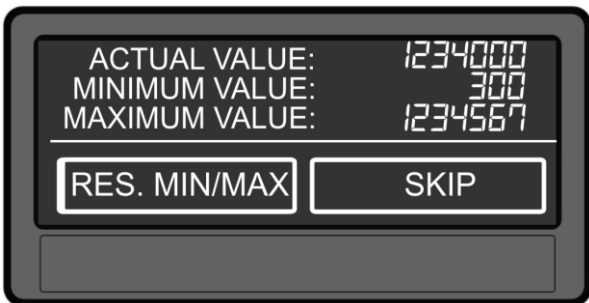 ACTUAL VALUE: 1234000
MINIMUM VALUE: 300
MAXIMUM VALUE: 1234567
RES. MIN/MAX SKIP